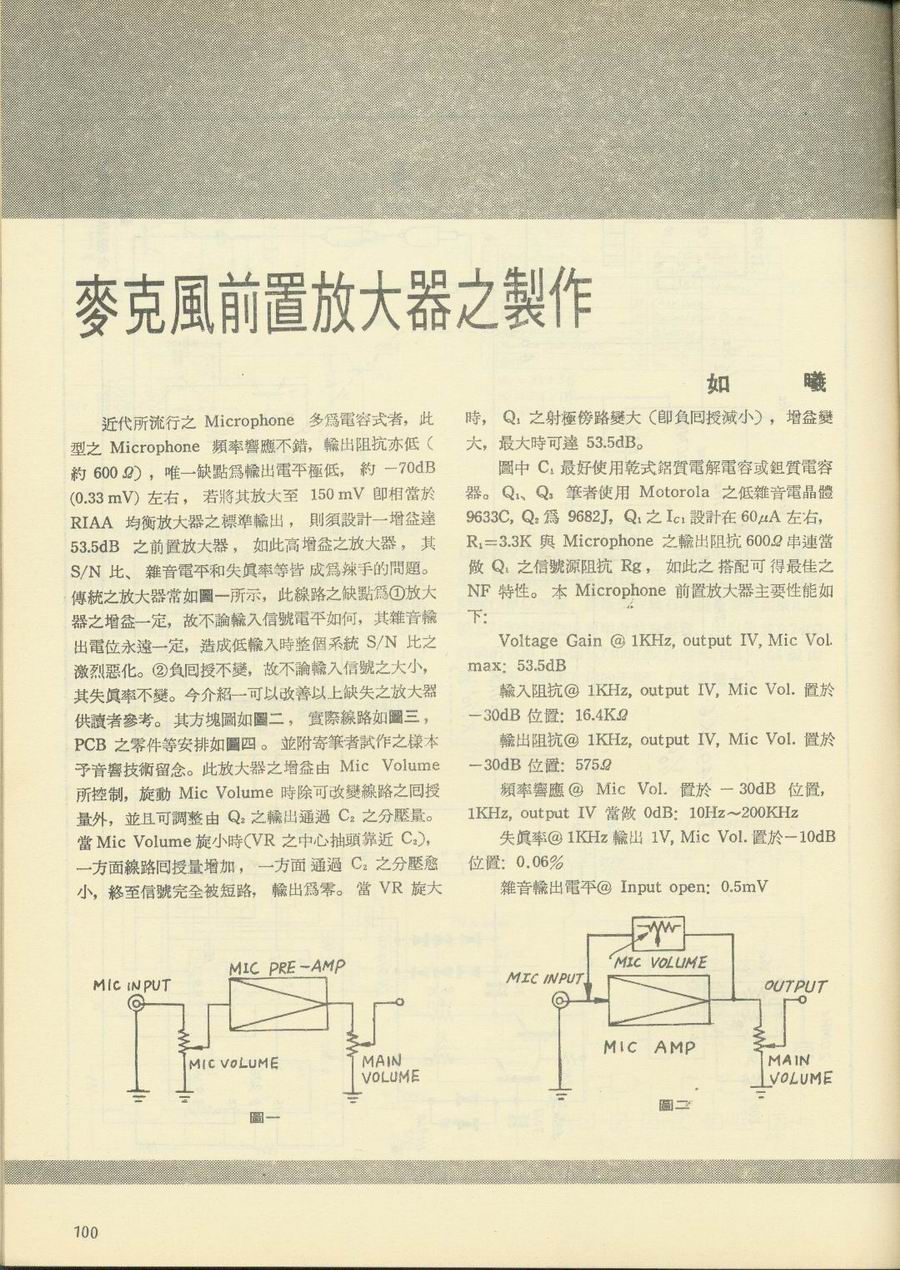 麥克風前置放大器之製作
如曦
近代所流行之 Microphone 多爲電容式者，此
型之 Microphone 頻率響應不錯，輸出阻抗亦低（
約 600 Ω），唯一缺點爲輸出電平極低， 約 −70dB
(0.33 mV) 左右， 若將其放大至 150 mV 卽相當於
RIAA 均衡放大器之標準輸出， 則須設計一增益達
53.5dB 之前置放大器， 如此高增益之放大器， 其
S/N 比、 雜音電平和失眞率等皆 成爲辣手的問題。
傳統之放大器常如圖一所示，此線路之缺點爲①放大
器之增益一定，故不論輸入信號電平如何，其雜音輸
出電位永遠一定，造成低輸入時整個系統 S/N 比之
激烈惡化。②負囘授不變，故不論輸入信號之大小，
其失眞率不變。今介紹一可以改善以上缺失之放大器
供讀者參考。 其方塊圖如圖二， 實際線路如圖三，
PCB 之零件等安排如圖四。 並附寄筆者試作之樣本
予音響技術留念。此放大器之增益由 Mic Volume
所控制，旋動 Mic Volume 時除可改變線路之囘授
量外，並且可調整由 Q₂ 之輸出通過 C₂ 之分壓量。
當 Mic Volume 旋小時(VR 之中心抽頭靠近 C₂)，
一方面線路囘授量增加， 一方面 通過 C₂ 之分壓愈
小，終至信號完全被短路， 輸出爲零。 當 VR 旋大
時， Q₁ 之射極傍路變大（卽負囘授減小），增益變
大，最大時可達 53.5dB。
圖中 C₁ 最好使用乾式鋁質電解電容或鉭質電容
器。 Q₁、Q₃ 筆者使用 Motorola 之低雜音電晶體
9633C, Q₂ 爲 9682J, Q₁ 之 I_C1 設計在 60μA 左右，
R₁=3.3K 與 Microphone 之輸出阻抗 600Ω 串連當
做 Q₁ 之信號源阻抗 Rg， 如此之 搭配可 得最佳之
NF 特性。 本 Microphone 前置放大器主要性能如
下：
Voltage Gain @ 1KHz, output IV, Mic Vol.
max: 53.5dB
輸入阻抗@ 1KHz, output IV, Mic Vol. 置於
−30dB 位置：16.4KΩ
輸出阻抗@ 1KHz, output IV, Mic Vol. 置於
−30dB 位置：575Ω
頻率響應@ Mic Vol. 置於 − 30dB 位置，
1KHz, output IV 當做 0dB: 10Hz～200KHz
失眞率@ 1KHz 輸出 1V, Mic Vol. 置於−10dB
位置：0.06%
雜音輸出電平@ Input open: 0.5mV
MIC INPUT
MIC PRE-AMP
MIC VOLUME
MAIN
VOLUME
圖一
MIC INPUT
MIC VOLUME
OUTPUT
MIC AMP
MAIN
VOLUME
圖二
100